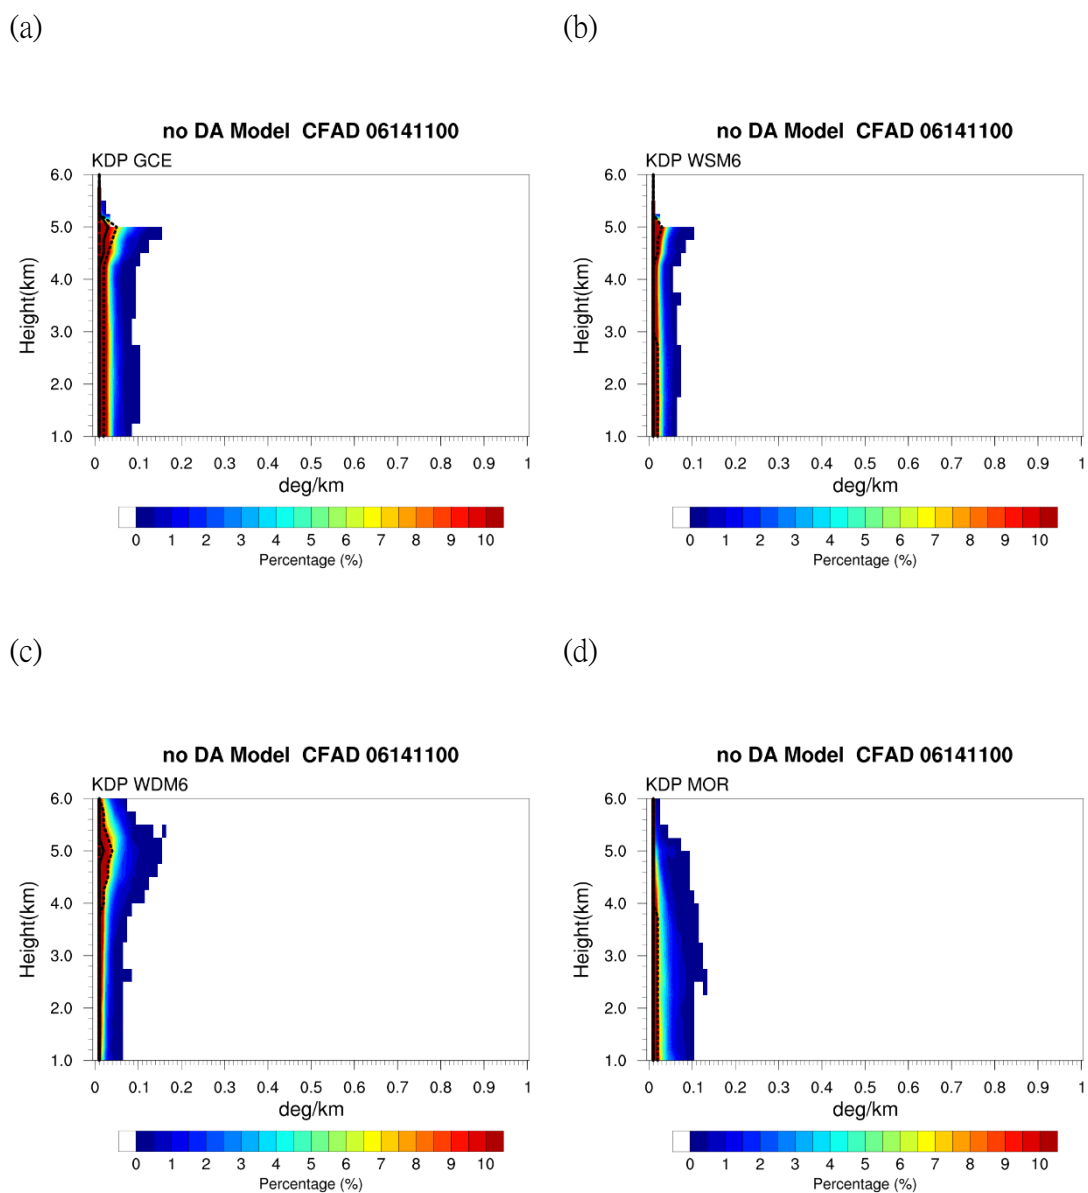 (a)
no DA Model CFAD 06141100
KDP GCE
6.0
5.0
4.0
3.0
2.0
1.0
Height(km)
0 0.1 0.2 0.3 0.4 0.5 0.6 0.7 0.8 0.9 1
deg/km
0 1 2 3 4 5 6 7 8 9 10
Percentage (%)
(b)
no DA Model CFAD 06141100
KDP WSM6
6.0
5.0
4.0
3.0
2.0
1.0
Height(km)
0 0.1 0.2 0.3 0.4 0.5 0.6 0.7 0.8 0.9 1
deg/km
0 1 2 3 4 5 6 7 8 9 10
Percentage (%)
(c)
no DA Model CFAD 06141100
KDP WDM6
6.0
5.0
4.0
3.0
2.0
1.0
Height(km)
0 0.1 0.2 0.3 0.4 0.5 0.6 0.7 0.8 0.9 1
deg/km
0 1 2 3 4 5 6 7 8 9 10
Percentage (%)
(d)
no DA Model CFAD 06141100
KDP MOR
6.0
5.0
4.0
3.0
2.0
1.0
Height(km)
0 0.1 0.2 0.3 0.4 0.5 0.6 0.7 0.8 0.9 1
deg/km
0 1 2 3 4 5 6 7 8 9 10
Percentage (%)